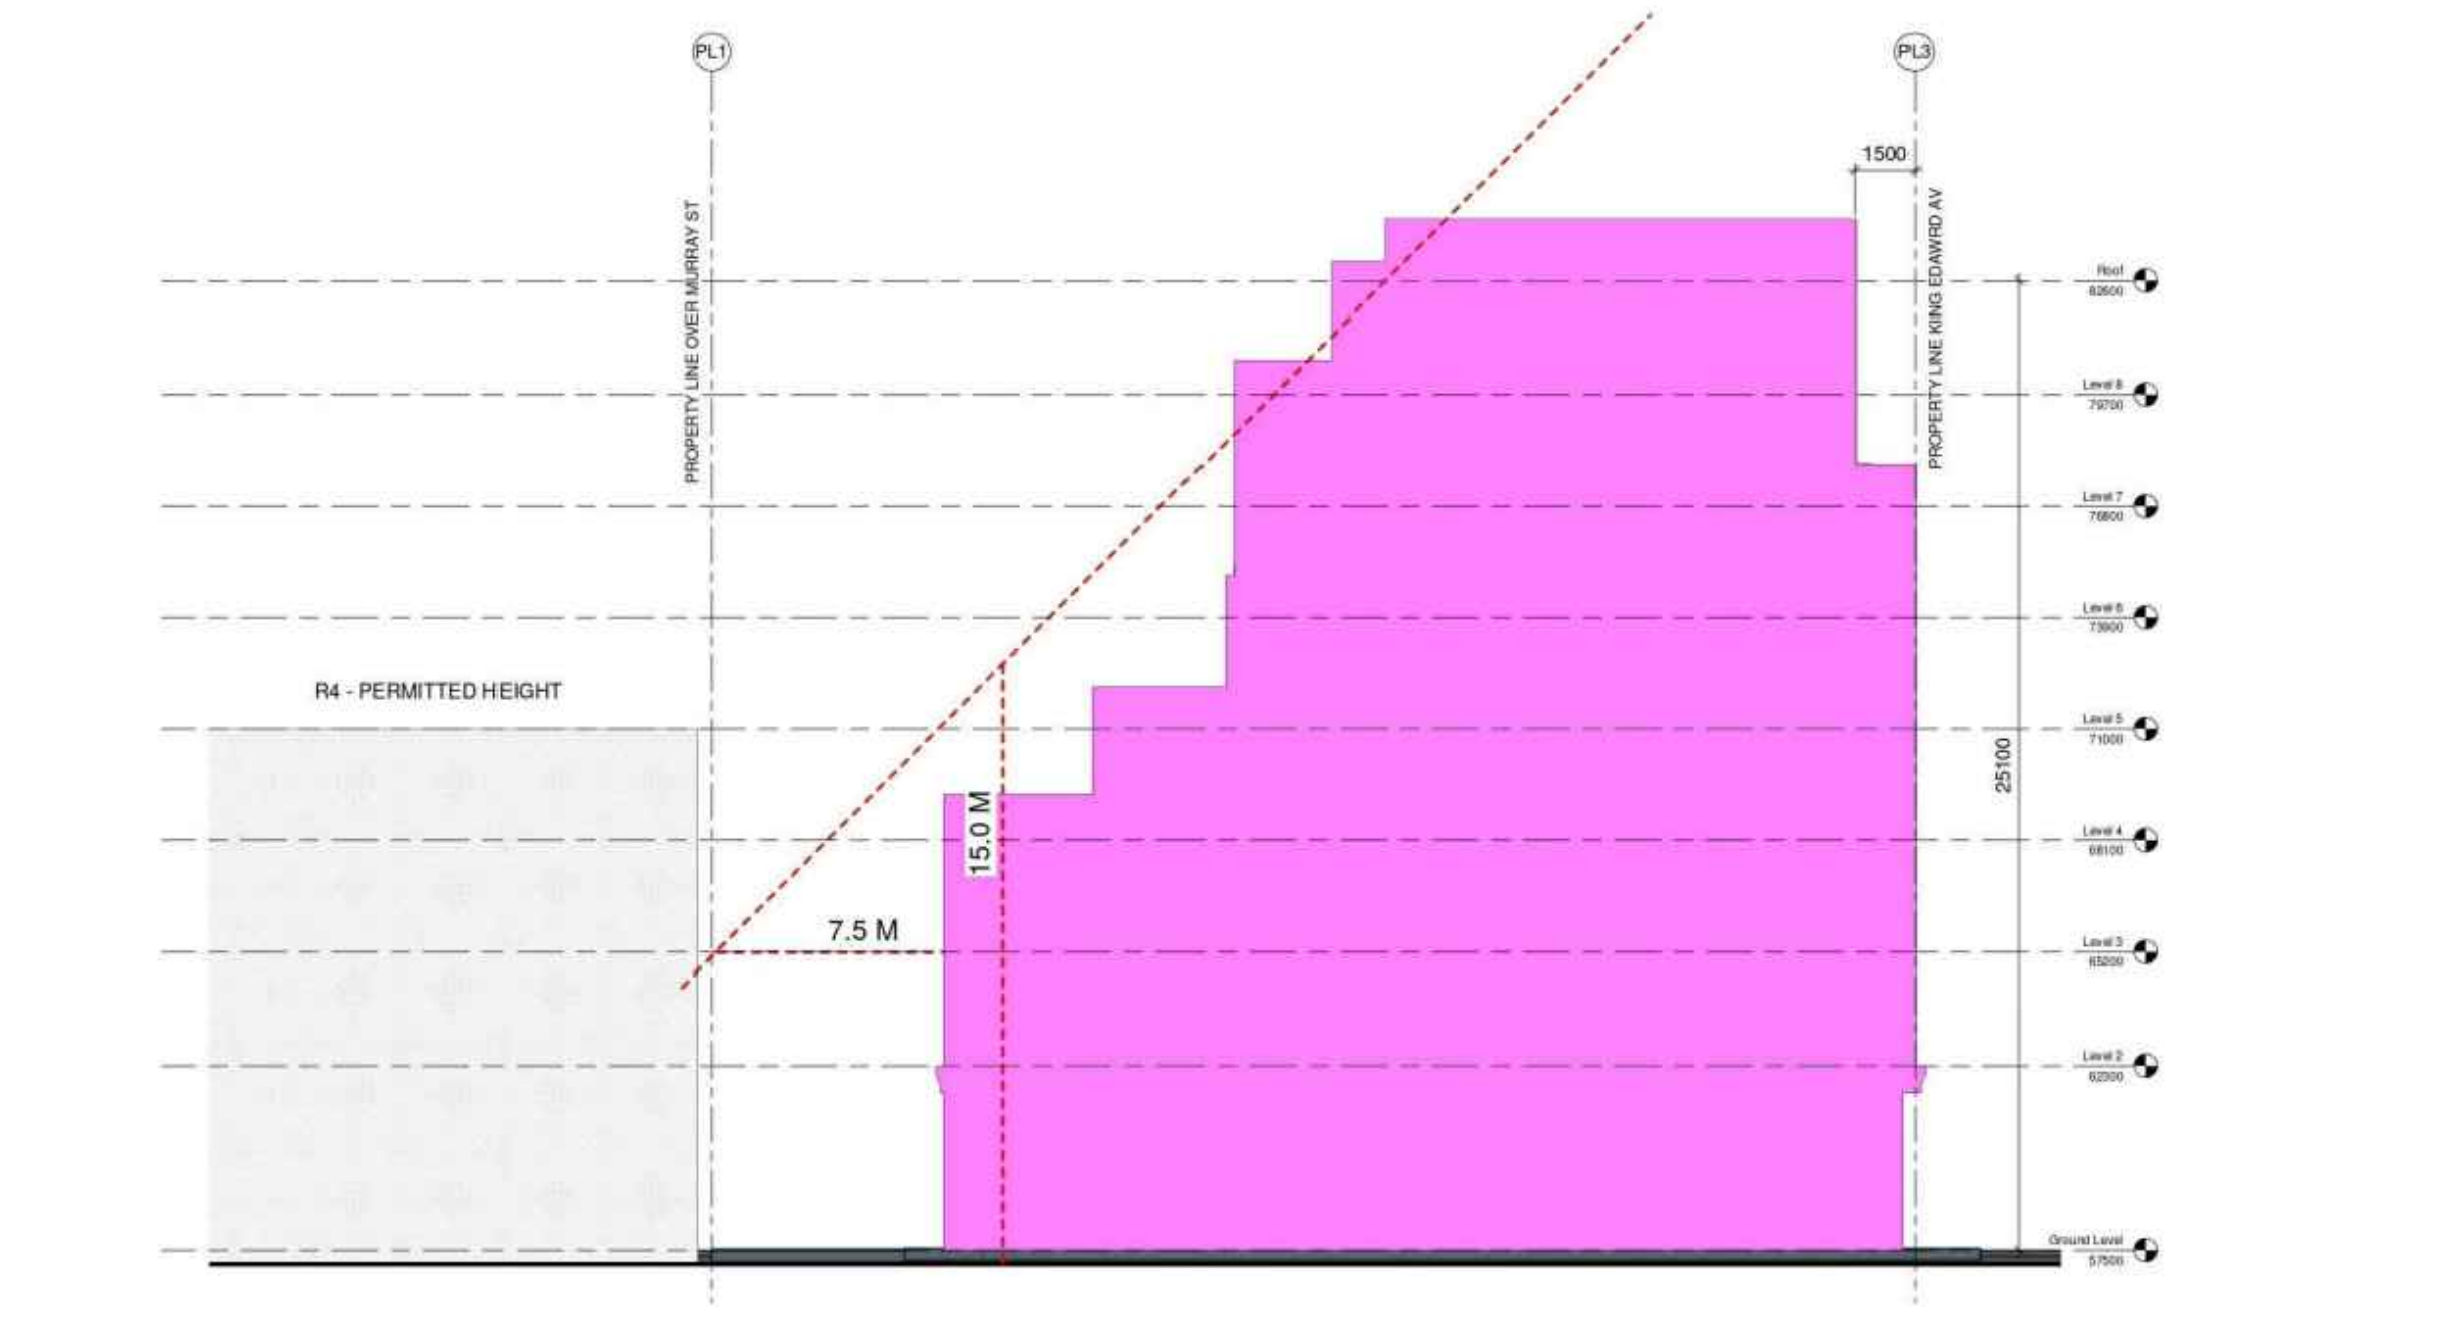 PL1
PL3
1500
PROPERTY LINE OVER MURRAY ST
PROPERTY LINE KIING EDAWRD AV
Roof
82600
Level 8
79700
Level 7
76800
Level 6
73900
R4 - PERMITTED HEIGHT
Level 5
71000
25100
15.0 M
Level 4
68100
7.5 M
Level 3
65200
Level 2
62300
Ground Level
57500